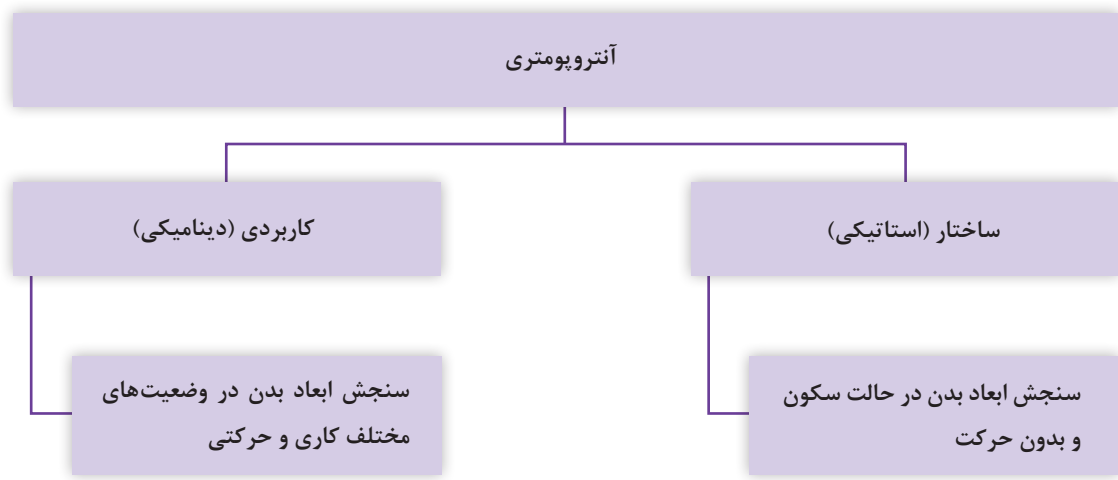 آنتروپومتری
ساختار (استاتیکی)
سنجش ابعاد بدن در حالت سکون
و بدون حرکت
کاربردی (دینامیکی)
سنجش ابعاد بدن در وضعیت‌های
مختلف کاری و حرکتی